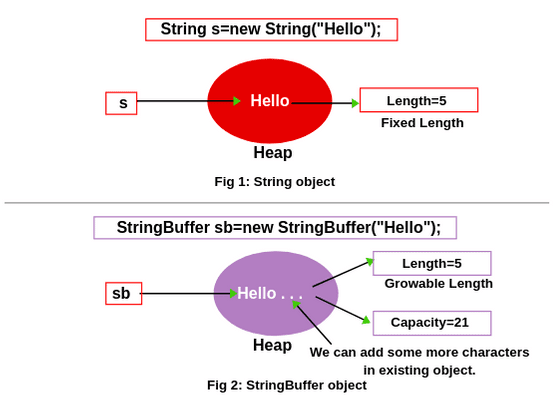 String s=new String("Hello");
s
Hello
Length=5
Fixed Length
Heap
Fig 1: String object
StringBuffer sb=new StringBuffer("Hello");
sb
Hello . . .
Length=5
Growable Length
Capacity=21
Heap
We can add some more characters
in existing object.
Fig 2: StringBuffer object